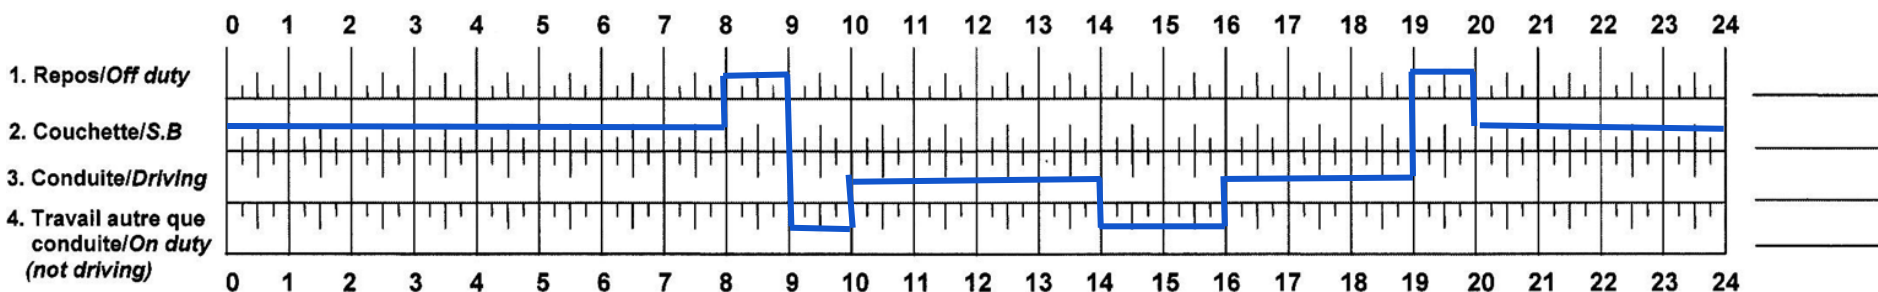 0 1 2 3 4 5 6 7 8 9 10 11 12 13 14 15 16 17 18 19 20 21 22 23 24
1. Repos/Off duty
2. Couchette/S.B
3. Conduite/Driving
4. Travail autre que
conduite/On duty
(not driving)
0 1 2 3 4 5 6 7 8 9 10 11 12 13 14 15 16 17 18 19 20 21 22 23 24